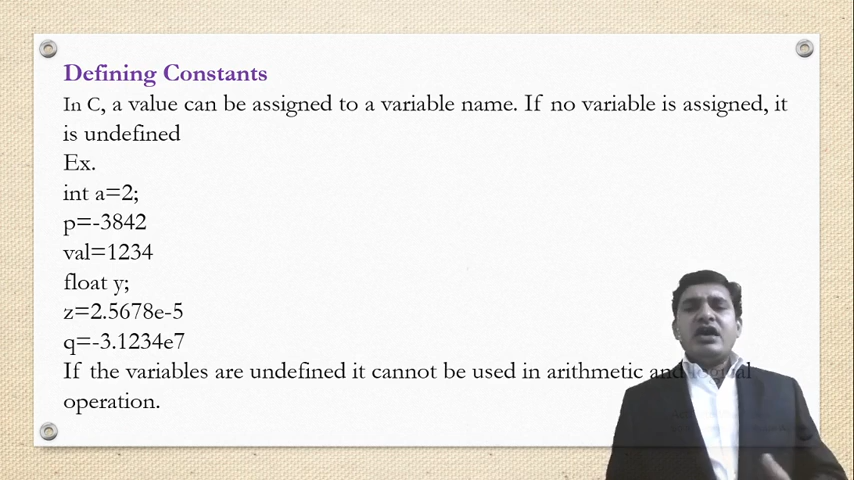 Defining Constants
In C, a value can be assigned to a variable name. If no variable is assigned, it
is undefined
Ex.
int a=2;
p=-3842
val=1234
float y;
z=2.5678e-5
q=-3.1234e7
If the variables are undefined it cannot be used in arithmetic and logical
operation.